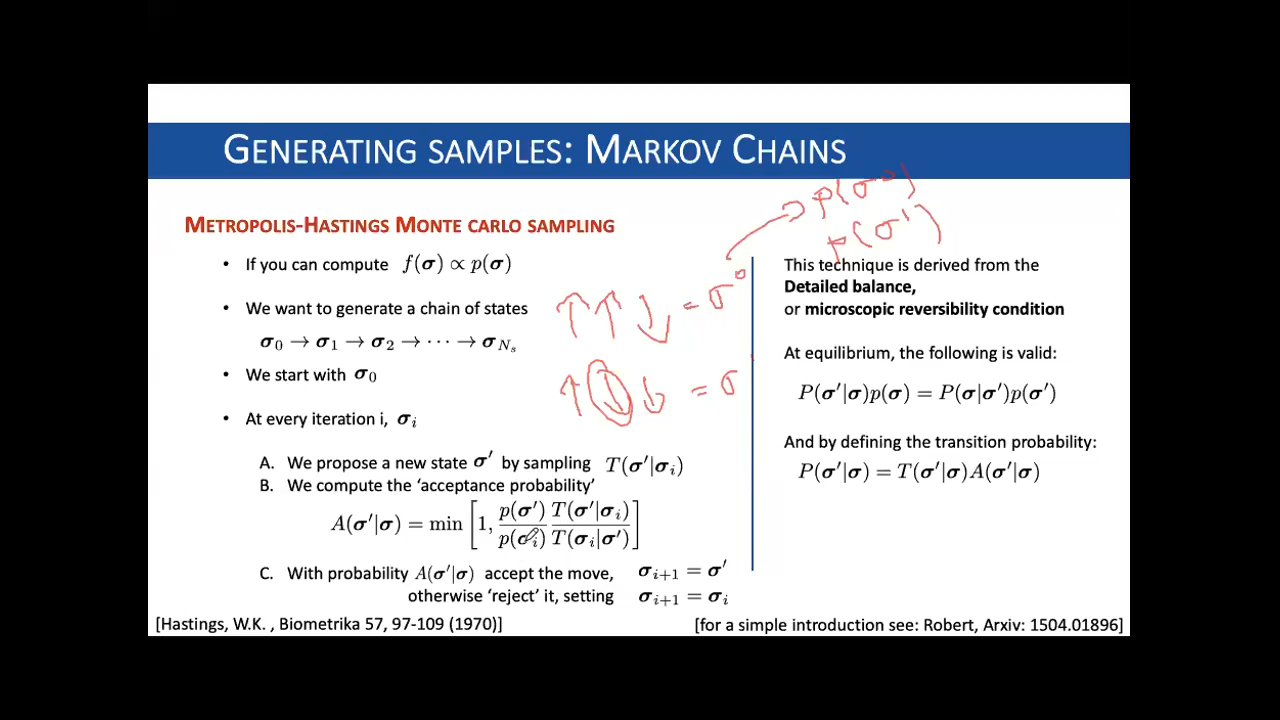 GENERATING SAMPLES: MARKOV CHAINS
METROPOLIS-HASTINGS MONTE CARLO SAMPLING
• If you can compute f(σ) ∝ p(σ)
• We want to generate a chain of states
σ₀ → σ₁ → σ₂ → ⋯ → σ_{N_s}
• We start with σ₀
• At every iteration i, σᵢ
A. We propose a new state σ′ by sampling T(σ′|σᵢ)
B. We compute the ‘acceptance probability’
A(σ′|σ) = min [1, p(σ′)/p(σᵢ) T(σ′|σᵢ)/T(σᵢ|σ′)]
C. With probability A(σ′|σ) accept the move, σᵢ₊₁ = σ′
otherwise ‘reject’ it, setting σᵢ₊₁ = σᵢ
[Hastings, W.K. , Biometrika 57, 97-109 (1970)]
p(σ⁰)
p(σ′)
↑ ↑ ↓ = σ⁰
↑ ↓ ↓ = σ
This technique is derived from the
Detailed balance,
or microscopic reversibility condition
At equilibrium, the following is valid:
P(σ′|σ)p(σ) = P(σ|σ′)p(σ′)
And by defining the transition probability:
P(σ′|σ) = T(σ′|σ)A(σ′|σ)
[for a simple introduction see: Robert, Arxiv: 1504.01896]